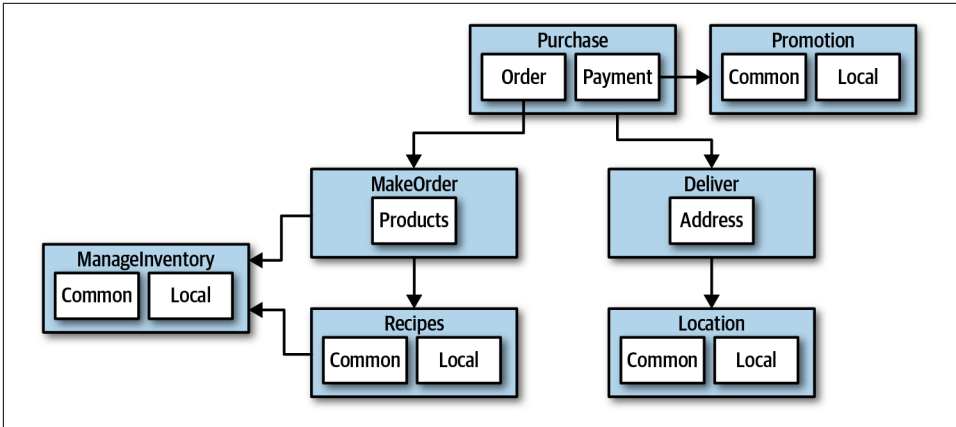 Purchase
Order
Payment
Promotion
Common
Local
MakeOrder
Products
Deliver
Address
ManageInventory
Common
Local
Recipes
Common
Local
Location
Common
Local